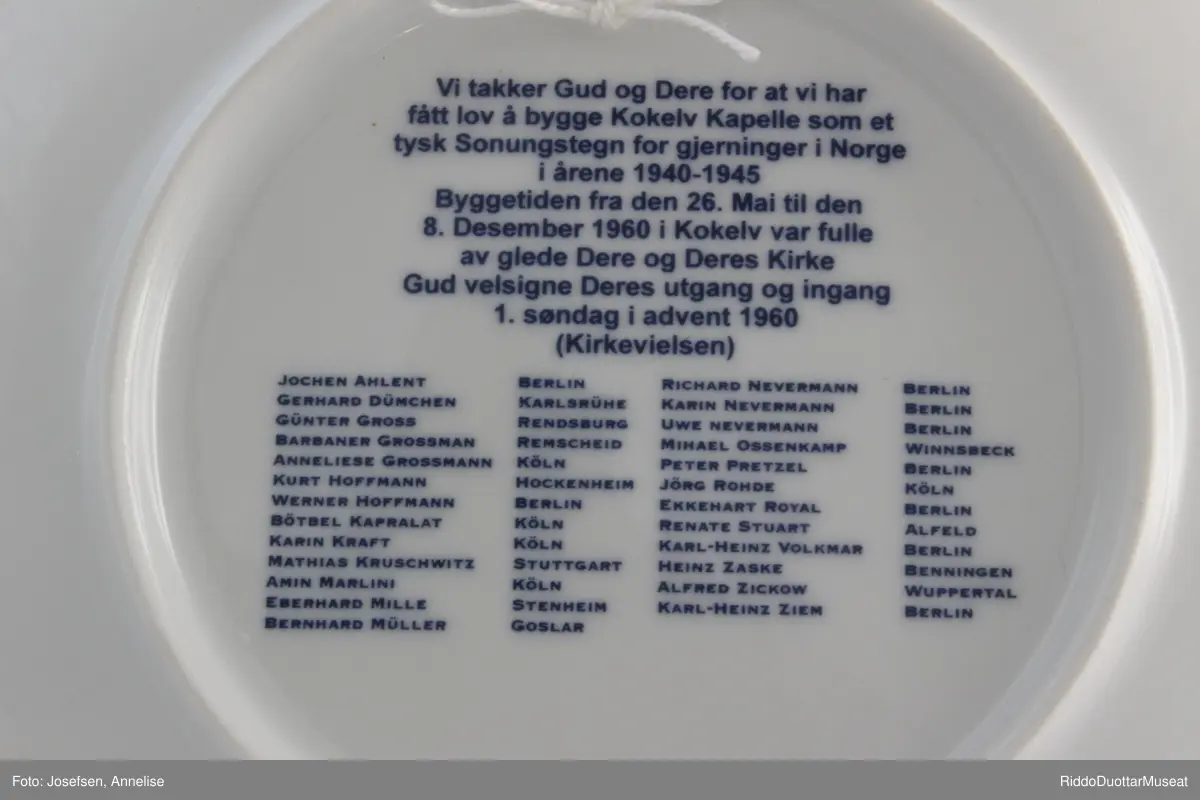 Vi takker Gud og Dere for at vi har
fått lov å bygge Kokelv Kapelle som et
tysk Sonungstegn for gjerninger i Norge
i årene 1940-1945
Byggetiden fra den 26. Mai til den
8. Desember 1960 i Kokelv var fulle
av glede Dere og Deres Kirke
Gud velsigne Deres utgang og ingang
1. søndag i advent 1960
(Kirkevielsen)
JOCHEN AHLENT BERLIN RICHARD NEVERMANN BERLIN
GERHARD DÜMCHEN KARLSRÜHE KARIN NEVERMANN BERLIN
GÜNTER GROSS RENDSBURG UWE NEVERMANN BERLIN
BARBANER GROSSMAN REMSCHEID MIHAEL OSSENKAMP WINNSBECK
ANNELIESE GROSSMANN KÖLN PETER PRETZEL BERLIN
KURT HOFFMANN HOCKENHEIM JÖRG ROHDE KÖLN
WERNER HOFFMANN BERLIN EKKEHART ROYAL BERLIN
BÖTBEL KAPRALAT KÖLN RENATE STUART ALFELD
KARIN KRAFT KÖLN KARL-HEINZ VOLKMAR BERLIN
MATHIAS KRUSCHWITZ STUTTGART HEINZ ZASKE BENNINGEN
AMIN MARLINI KÖLN ALFRED ZICKOW WUPPERTAL
EBERHARD MILLE STENHEIM KARL-HEINZ ZIEM BERLIN
BERNHARD MÜLLER GOSLAR
Foto: Josefsen, Annelise RiddoDuottarMuseat